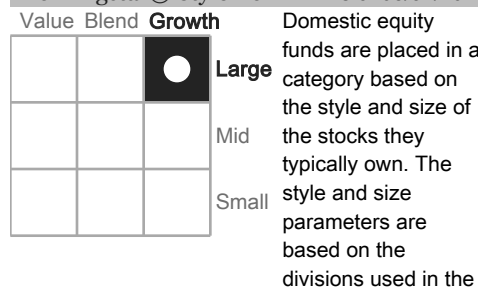 Value Blend Growth
Large
Mid
Small
Domestic equity
funds are placed in a
category based on
the style and size of
the stocks they
typically own. The
style and size
parameters are
based on the
divisions used in the